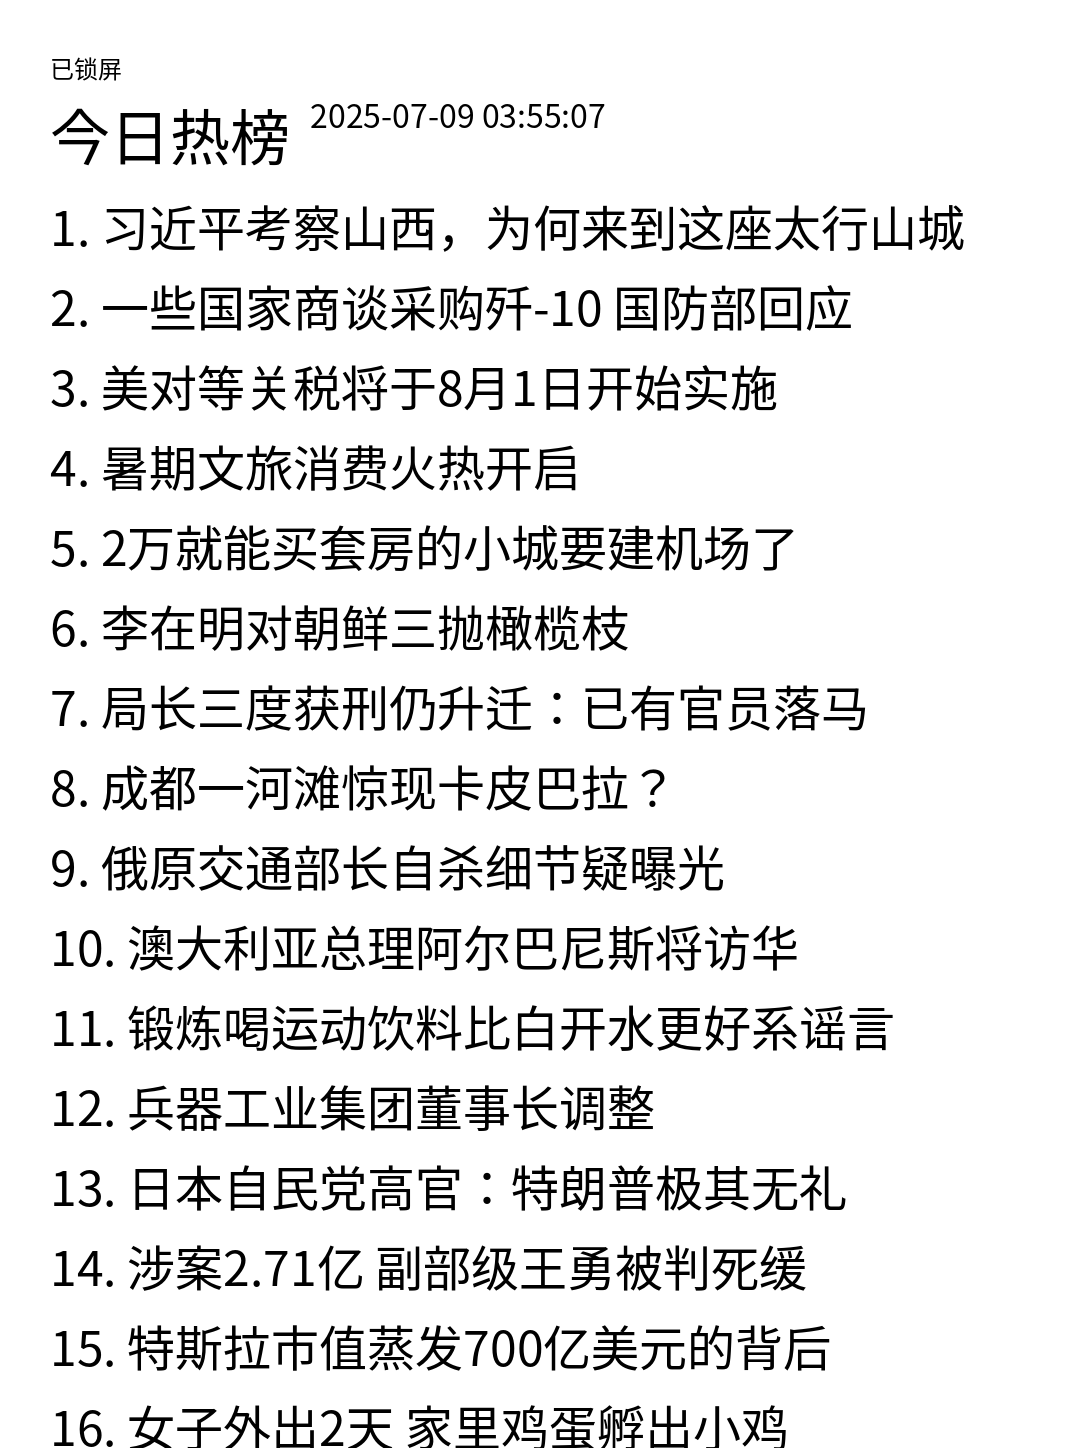 已锁屏
今日热榜 2025-07-09 03:55:07
1. 习近平考察山西，为何来到这座太行山城
2. 一些国家商谈采购歼-10 国防部回应
3. 美对等关税将于8月1日开始实施
4. 暑期文旅消费火热开启
5. 2万就能买套房的小城要建机场了
6. 李在明对朝鲜三抛橄榄枝
7. 局长三度获刑仍升迁：已有官员落马
8. 成都一河滩惊现卡皮巴拉？
9. 俄原交通部长自杀细节疑曝光
10. 澳大利亚总理阿尔巴尼斯将访华
11. 锻炼喝运动饮料比白开水更好系谣言
12. 兵器工业集团董事长调整
13. 日本自民党高官：特朗普极其无礼
14. 涉案2.71亿 副部级王勇被判死缓
15. 特斯拉市值蒸发700亿美元的背后
16. 女子外出2天 家里鸡蛋孵出小鸡